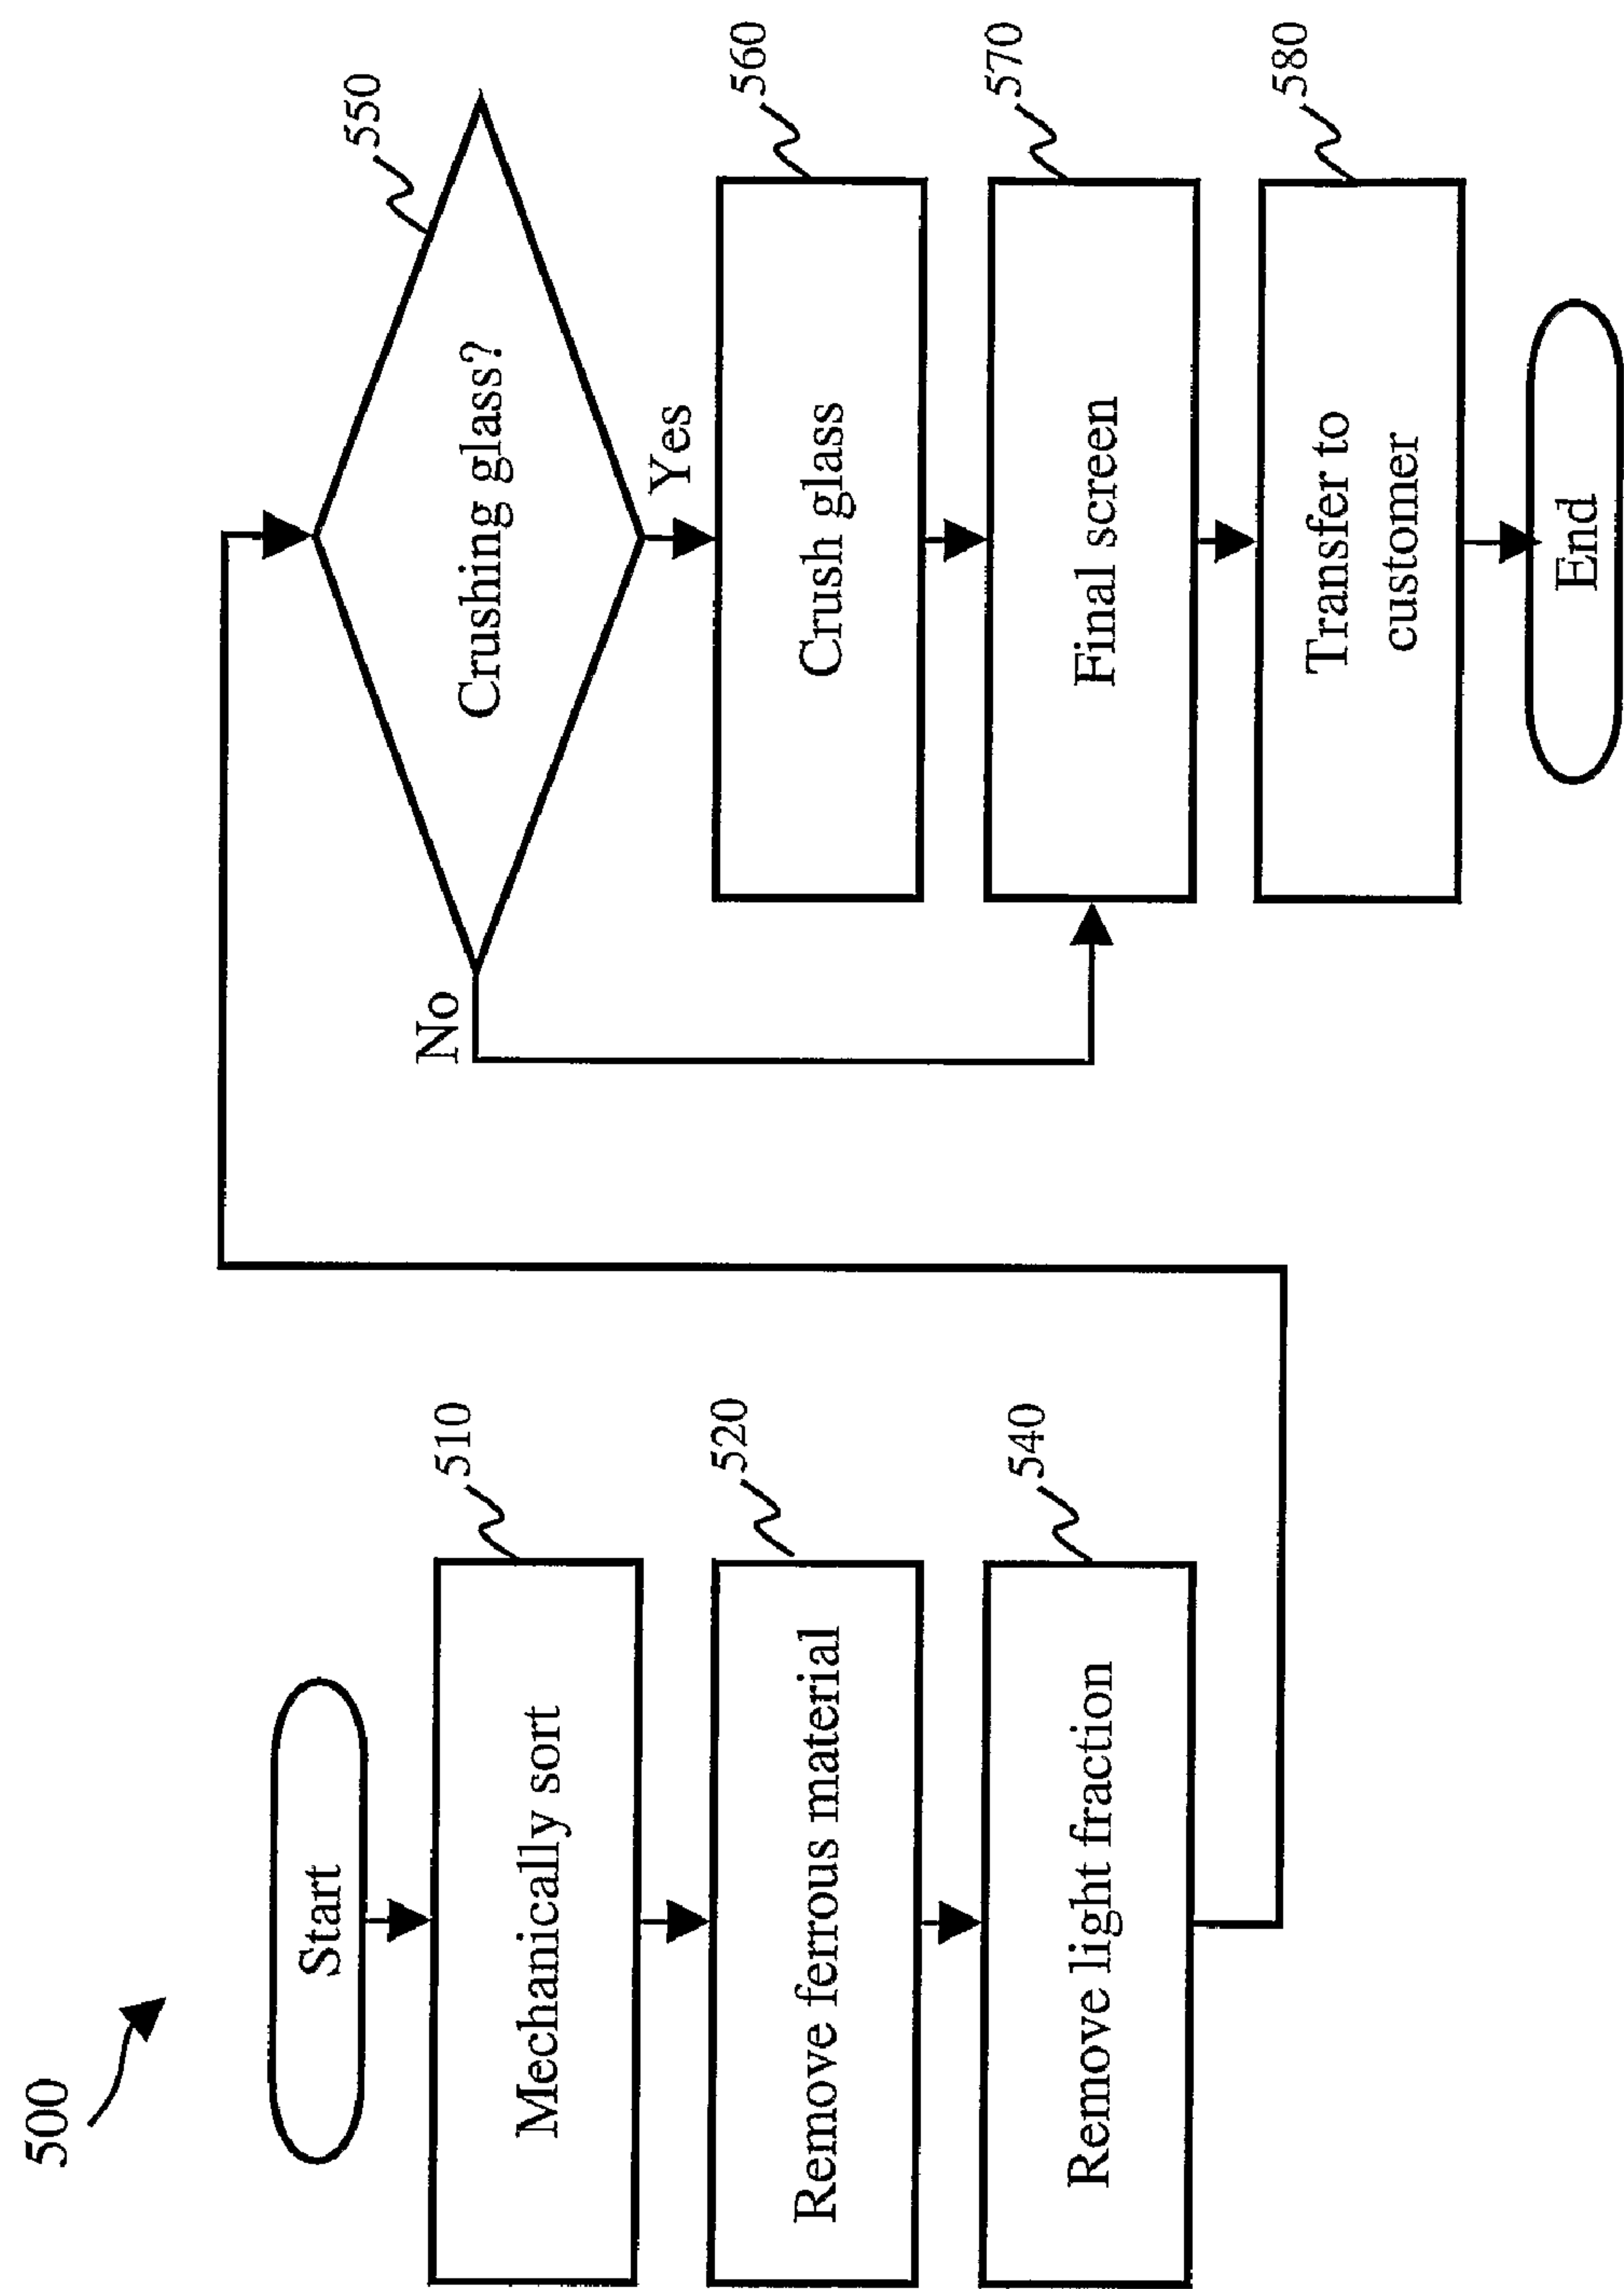 500
Start
Mechanically sort
510
Remove ferrous material
520
Remove light fraction
540
Crushing glass?
550
No
Yes
Crush glass
560
Final screen
570
Transfer to
customer
580
End